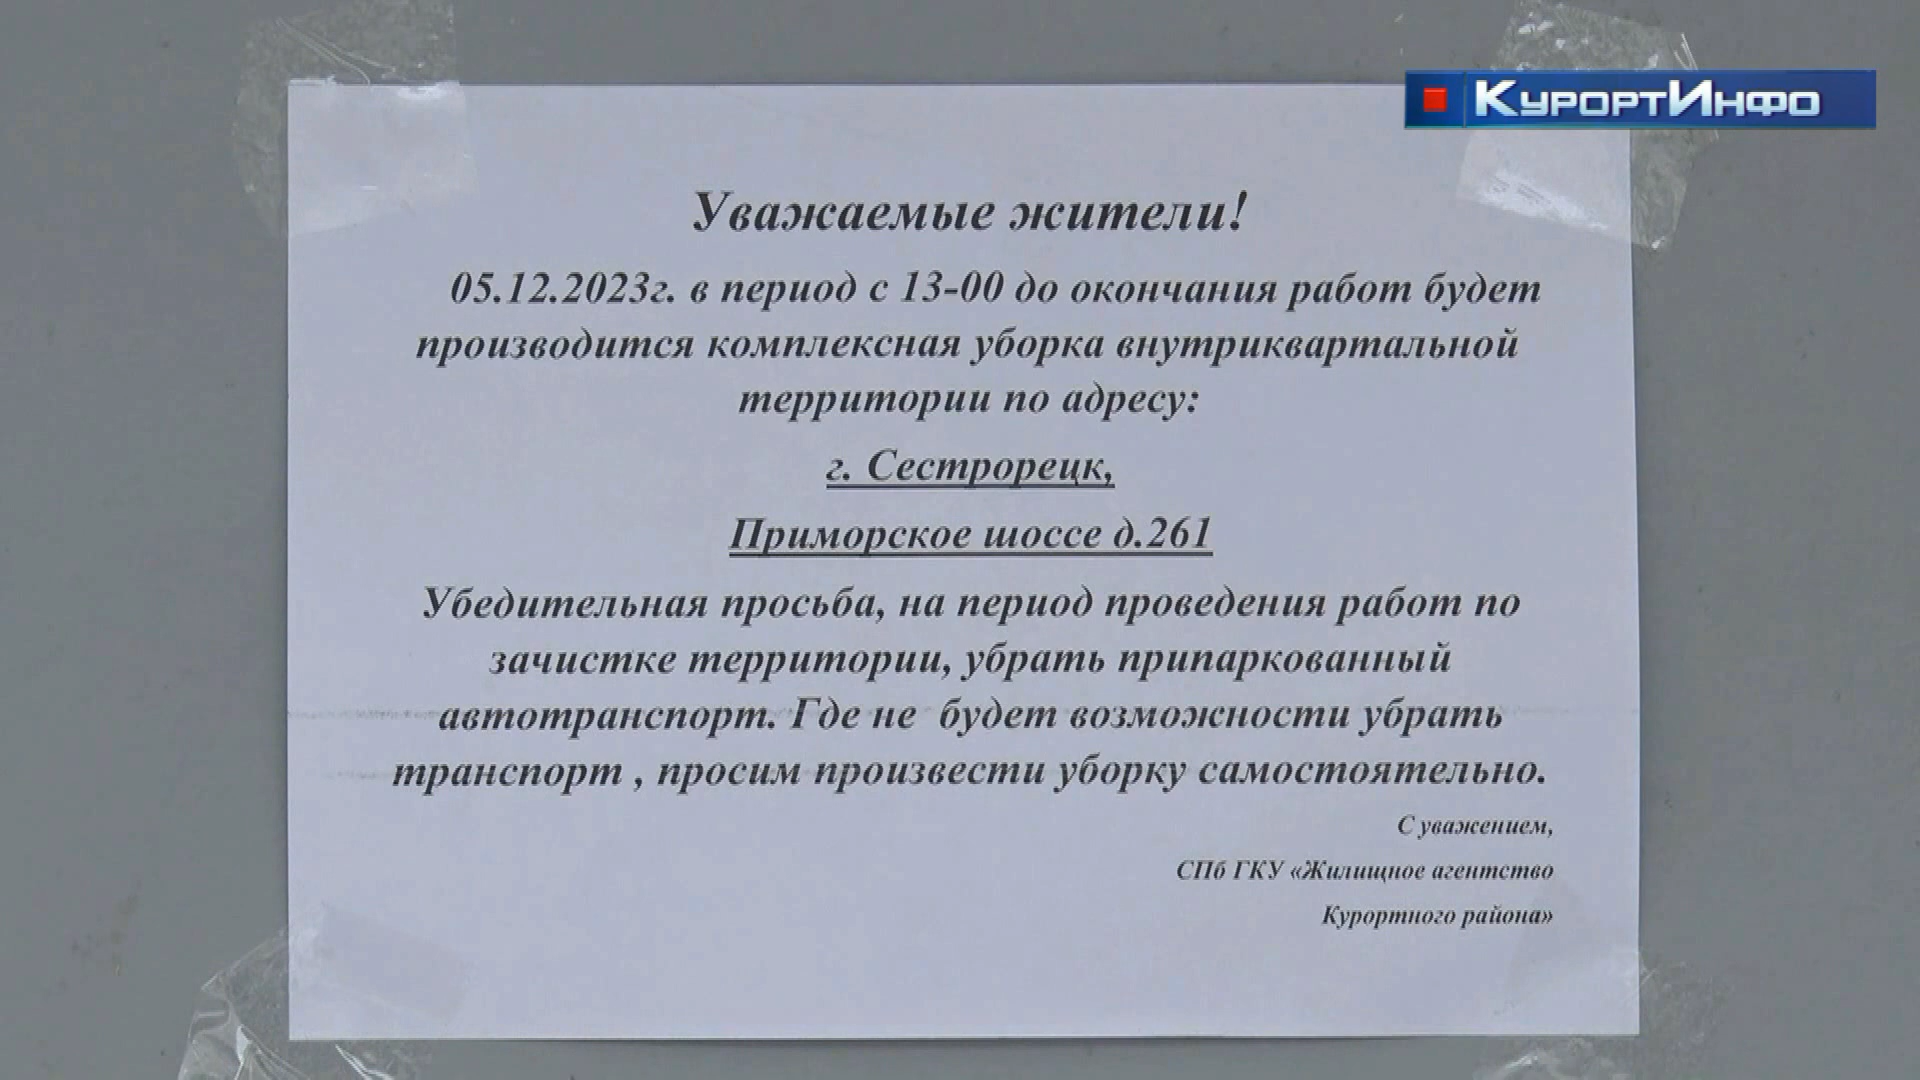 КурортИнфо
Уважаемые жители!
05.12.2023г. в период с 13-00 до окончания работ будет
производится комплексная уборка внутриквартальной
территории по адресу:
г. Сестрорецк,
Приморское шоссе д.261
Убедительная просьба, на период проведения работ по
зачистке территории, убрать припаркованный
автотранспорт. Где не  будет возможности убрать
транспорт , просим произвести уборку самостоятельно.
С уважением,
СПб ГКУ «Жилищное агентство
Курортного района»